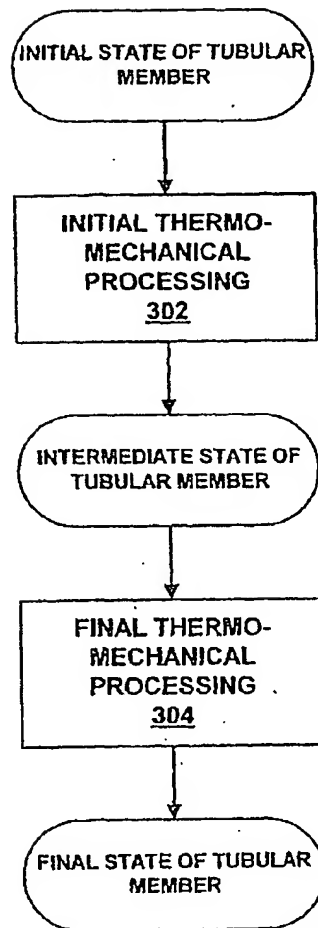 INITIAL STATE OF TUBULAR
MEMBER
INITIAL THERMO-
MECHANICAL
PROCESSING
302
INTERMEDIATE STATE OF
TUBULAR MEMBER
FINAL THERMO-
MECHANICAL
PROCESSING
304
FINAL STATE OF TUBULAR
MEMBER